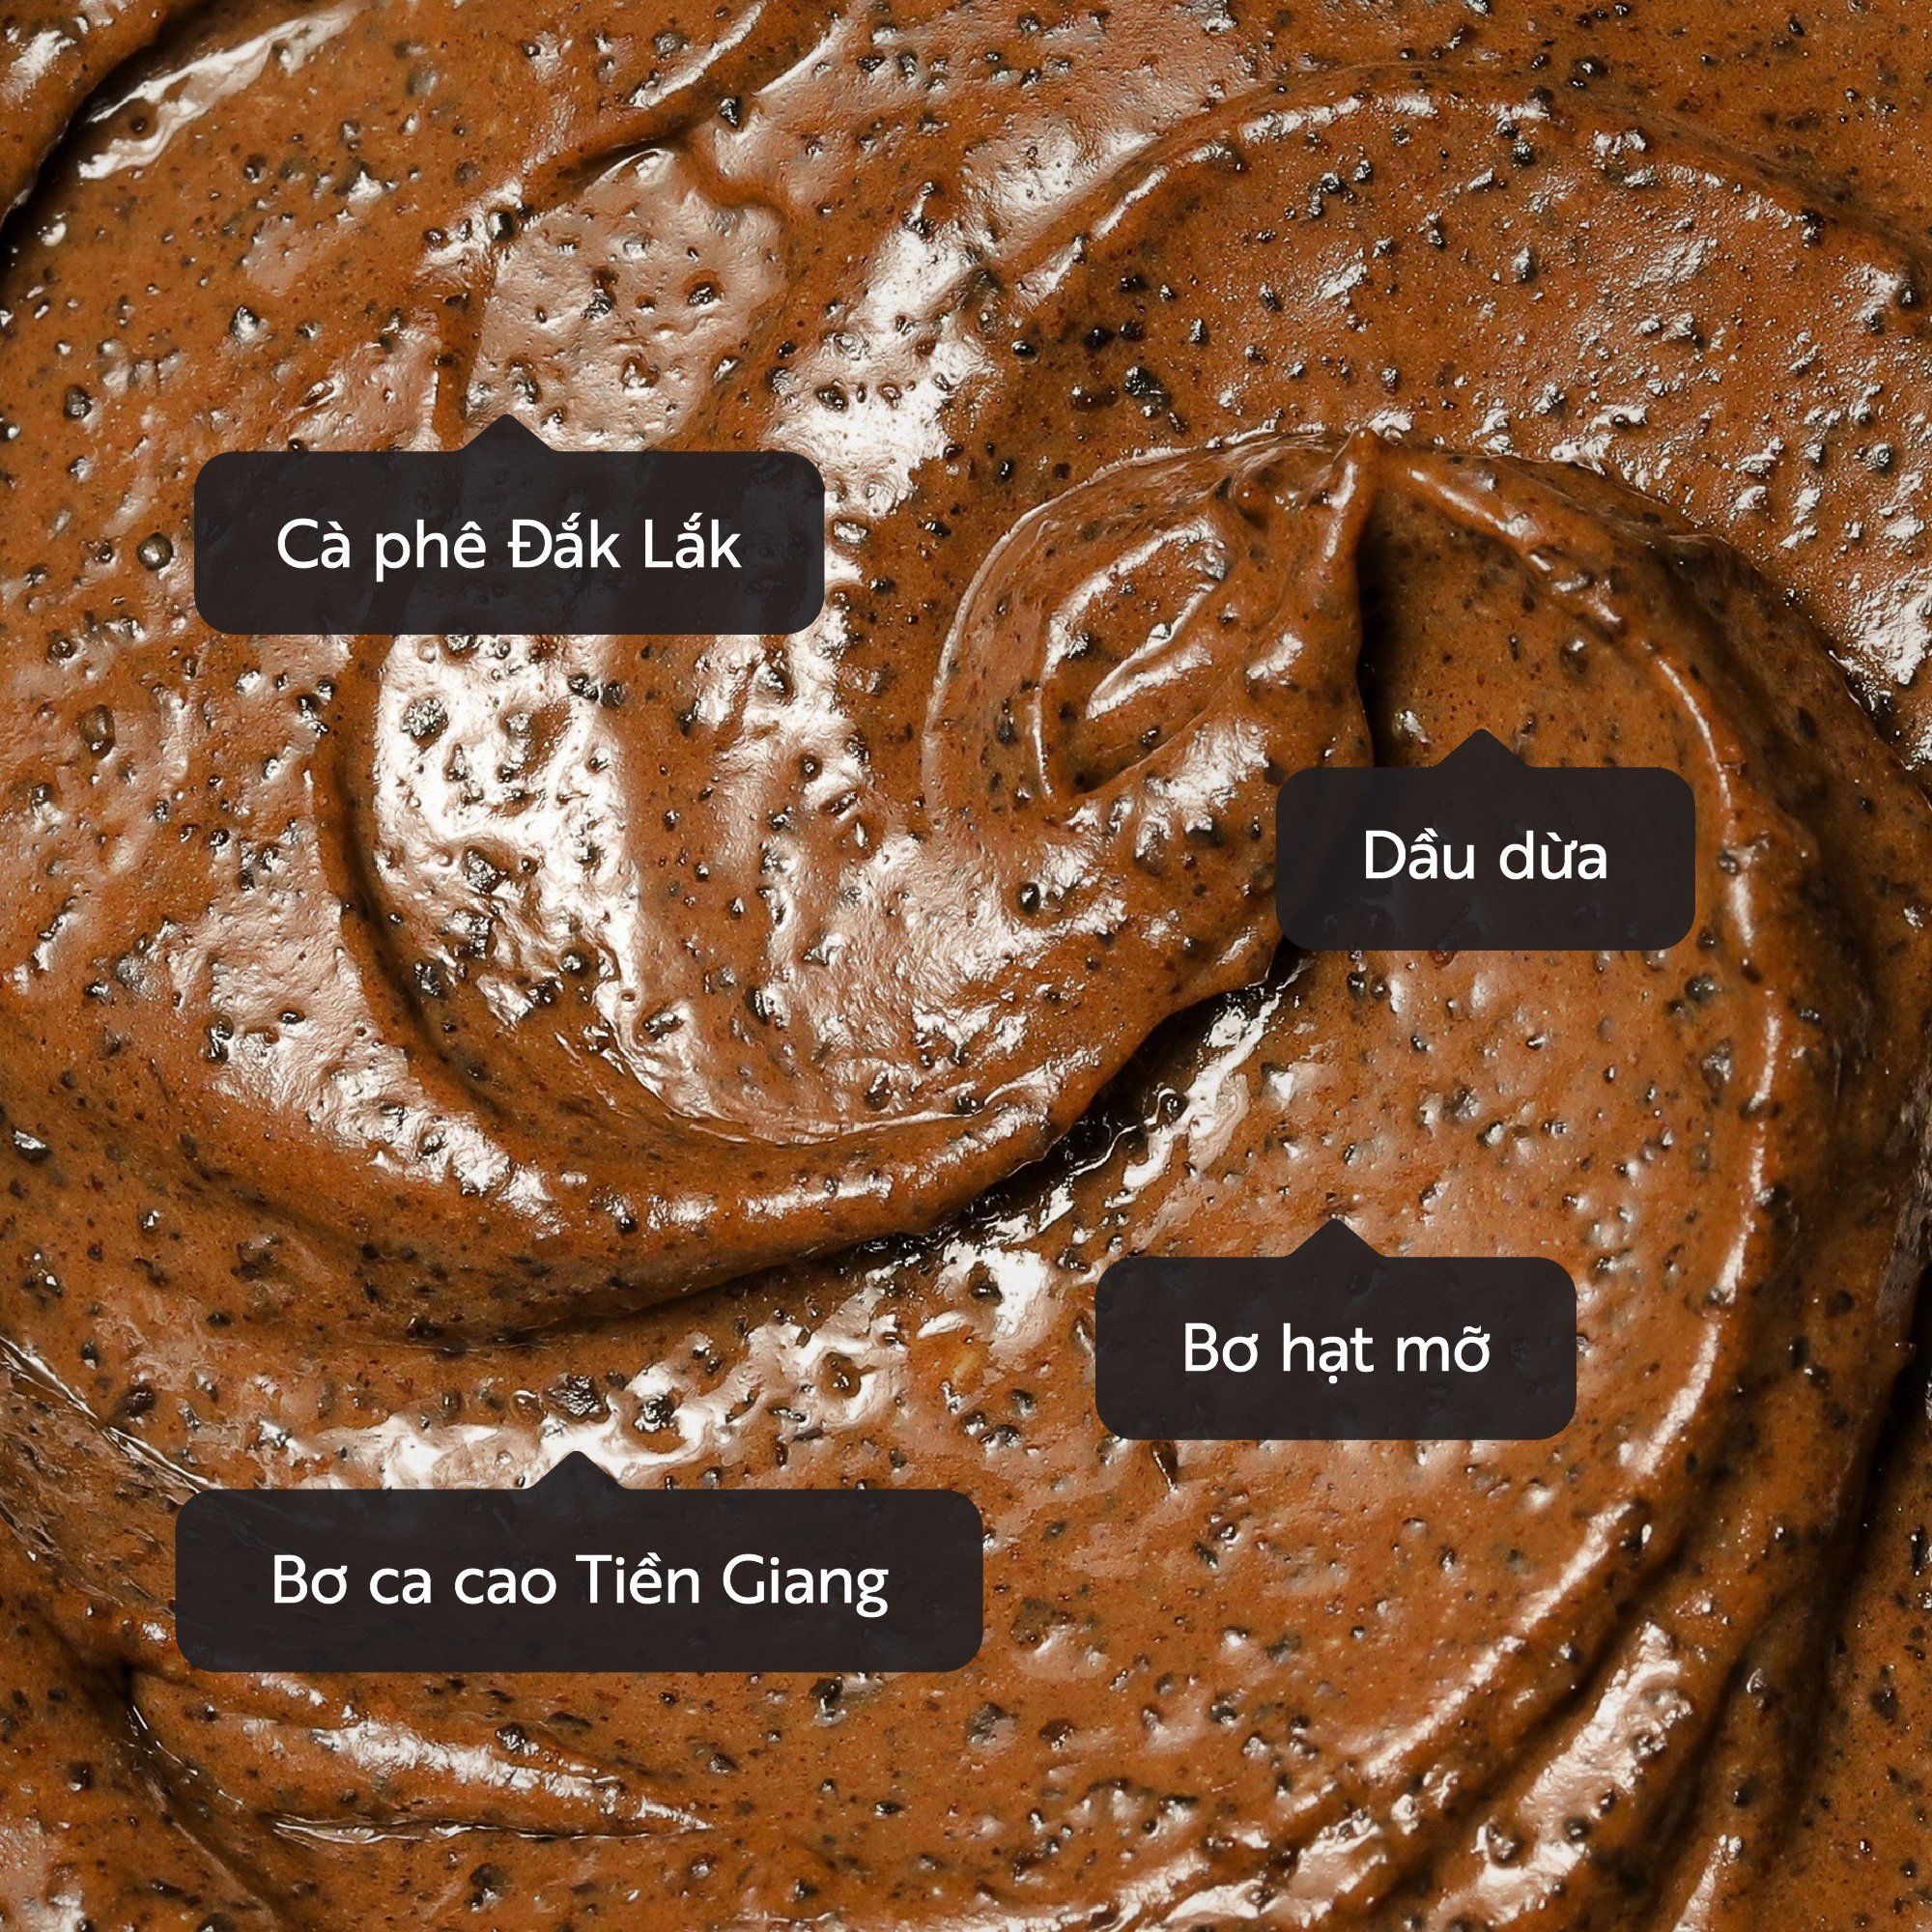 Cà phê Đắk Lắk
Dầu dừa
Bơ hạt mỡ
Bơ ca cao Tiền Giang